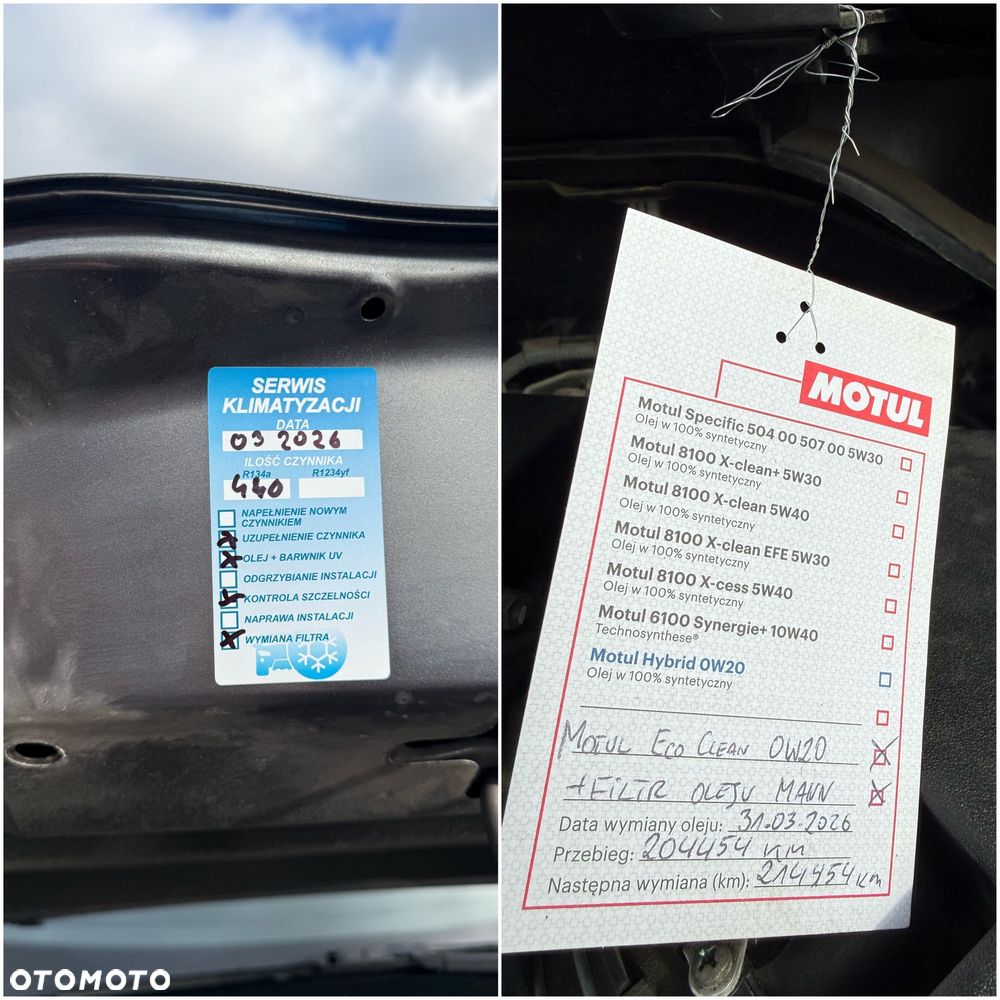 SERWIS
KLIMATYZACJI
DATA
03 2026
ILOŚĆ CZYNNIKA
R134a R1234yf
440
NAPEŁNIENIE NOWYM
CZYNNIKIEM
UZUPEŁNIENIE CZYNNIKA
OLEJ + BARWNIK UV
ODGRZYBIANIE INSTALACJI
KONTROLA SZCZELNOŚCI
NAPRAWA INSTALACJI
WYMIANA FILTRA
OTOMOTO
MOTUL
Motul Specific 504 00 507 00 5W30
Olej w 100% syntetyczny
Motul 8100 X-clean+ 5W30
Olej w 100% syntetyczny
Motul 8100 X-clean 5W40
Olej w 100% syntetyczny
Motul 8100 X-clean EFE 5W30
Olej w 100% syntetyczny
Motul 8100 X-cess 5W40
Olej w 100% syntetyczny
Motul 6100 Synergie+ 10W40
Technosynthese®
Motul Hybrid 0W20
Olej w 100% syntetyczny
MOTUL ECO CLEAN 0W20
+ FILTR OLEJU MANN
Data wymiany oleju: 31.03.2026
Przebieg: 204454 KM
Następna wymiana (km): 214454 KM